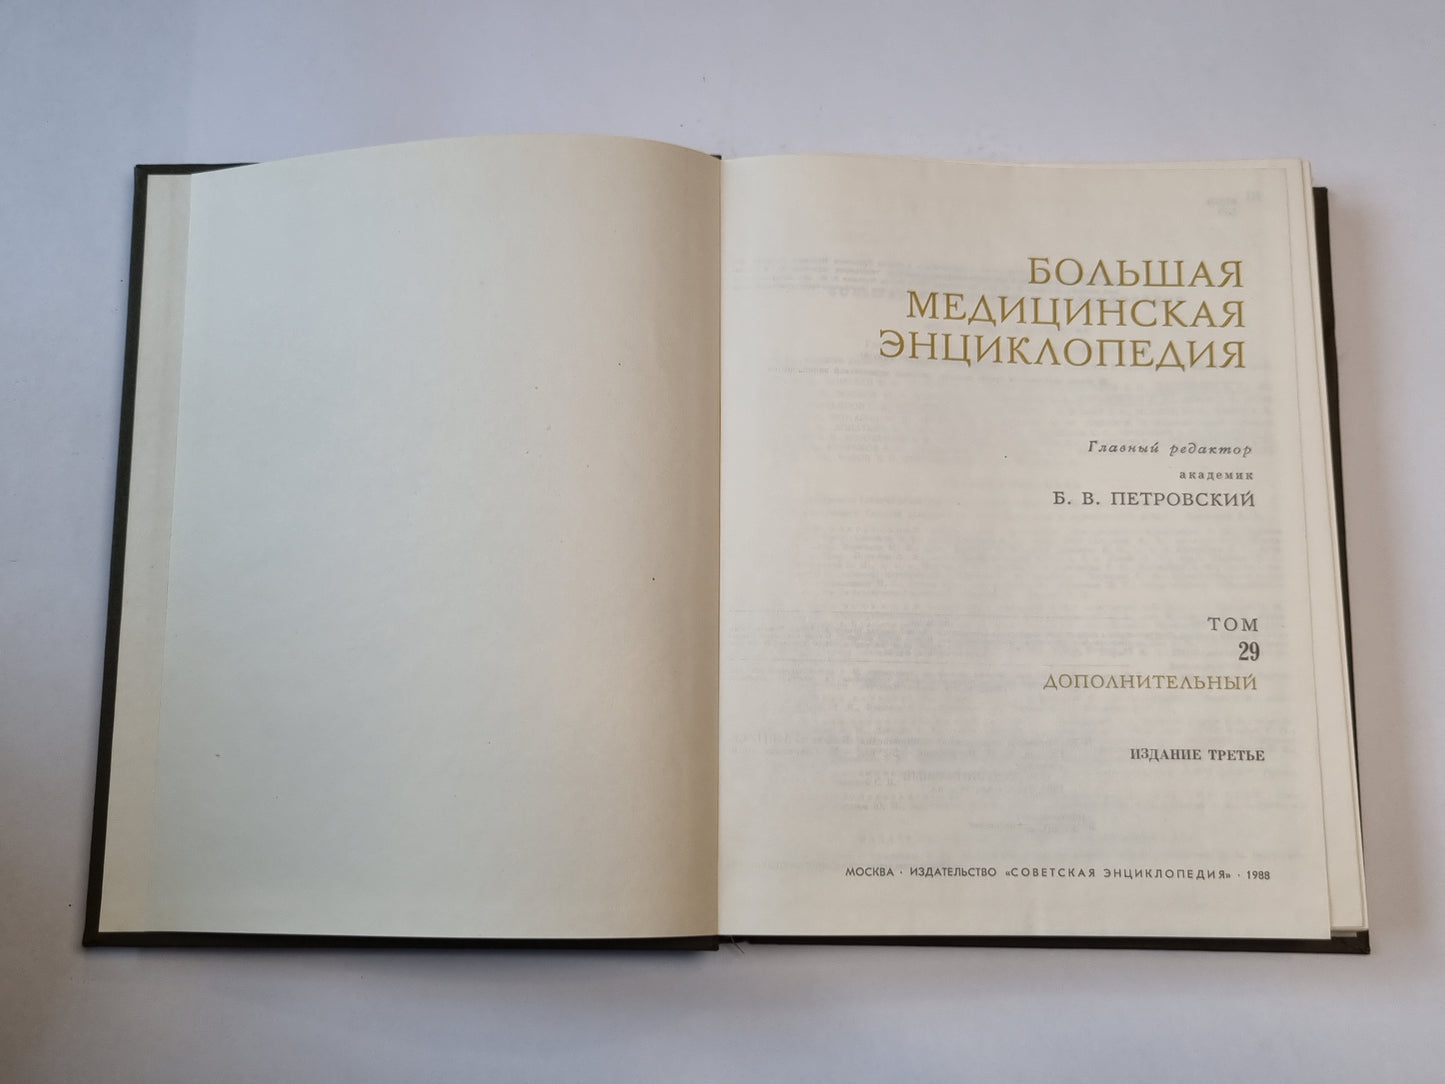 БОЛЬШАЯ
МЕДИЦИНСКАЯ
ЭНЦИКЛОПЕДИЯ
Главный редактор
академик
Б. В. ПЕТРОВСКИЙ
ТОМ
29
ДОПОЛНИТЕЛЬНЫЙ
ИЗДАНИЕ ТРЕТЬЕ
МОСКВА · ИЗДАТЕЛЬСТВО «СОВЕТСКАЯ ЭНЦИКЛОПЕДИЯ» · 1988